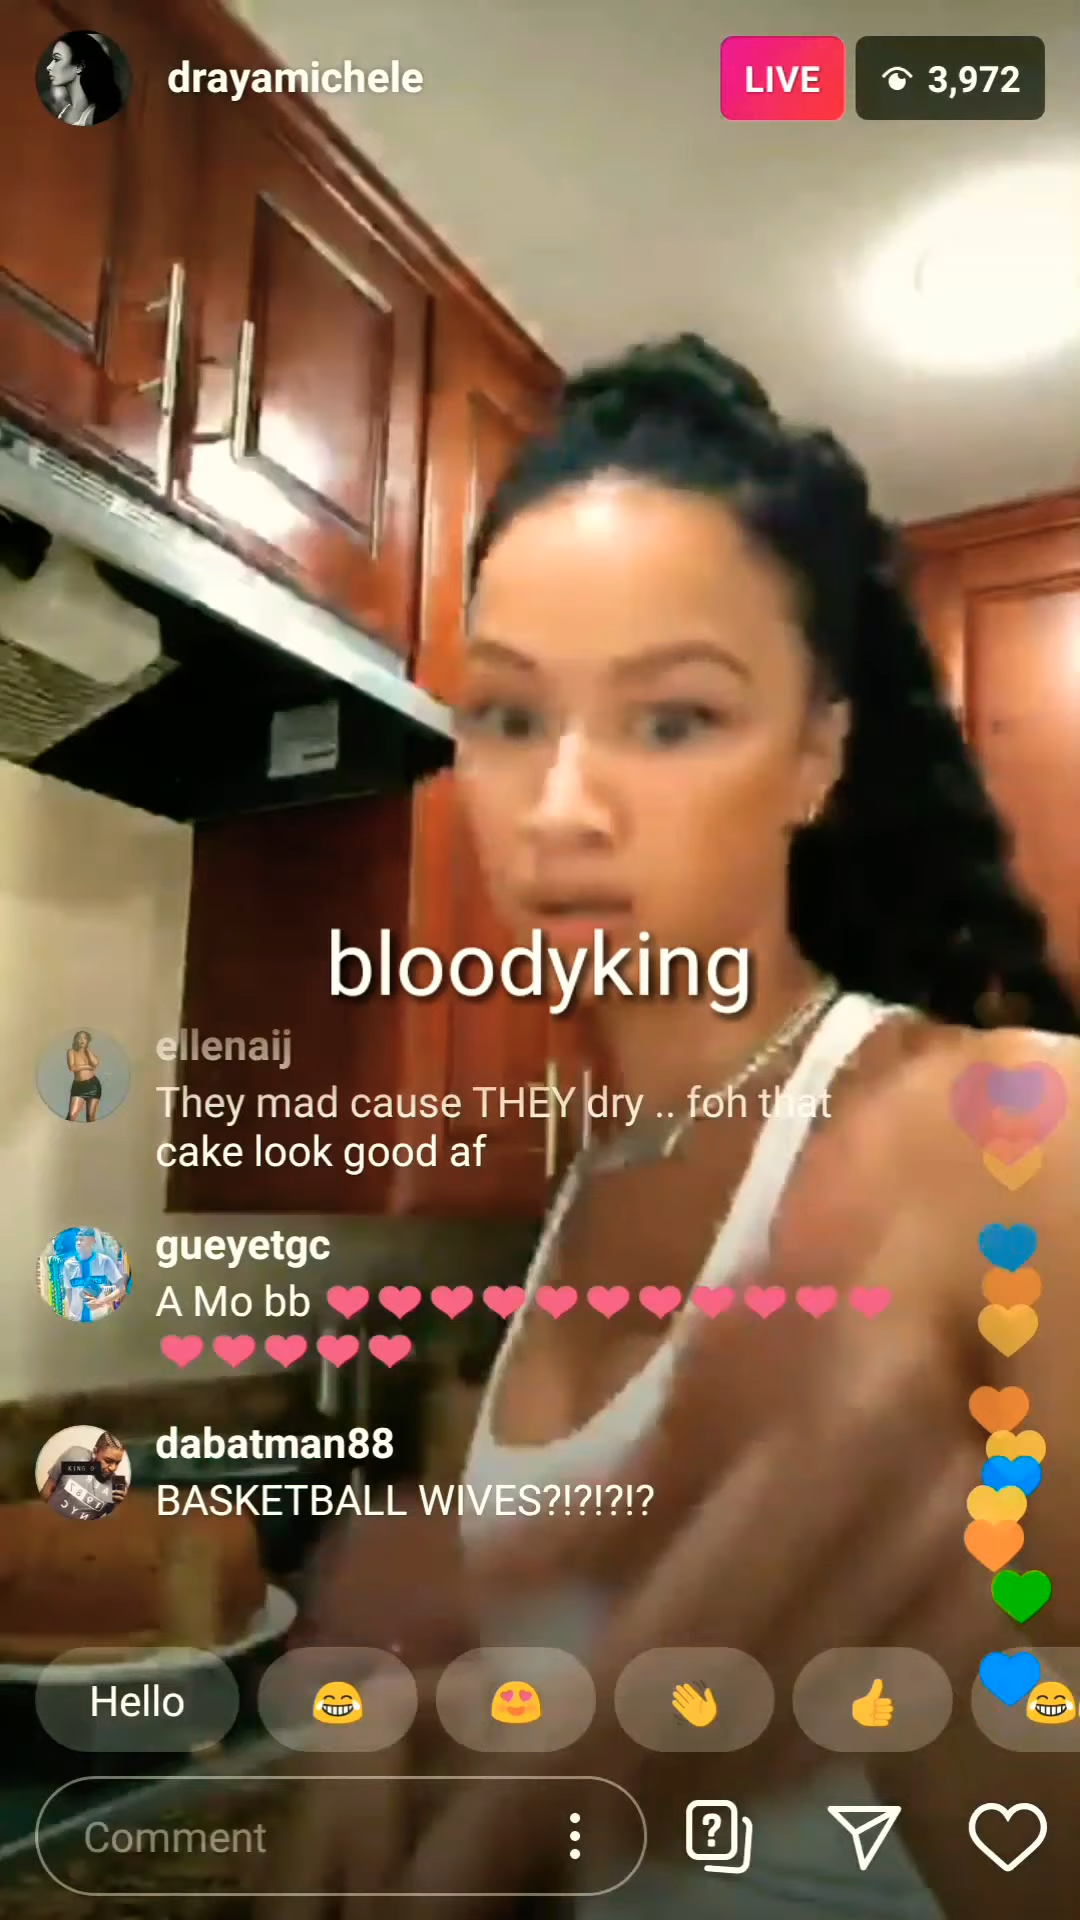 drayamichele
LIVE
3,972
bloodyking
ellenaij
They mad cause THEY dry .. foh that
cake look good af
gueyetgc
A Mo bb ❤❤❤❤❤❤❤❤❤❤❤
❤❤❤❤❤
dabatman88
BASKETBALL WIVES?!?!?!?
Hello 😂 😍 👋 👍 😂
Comment